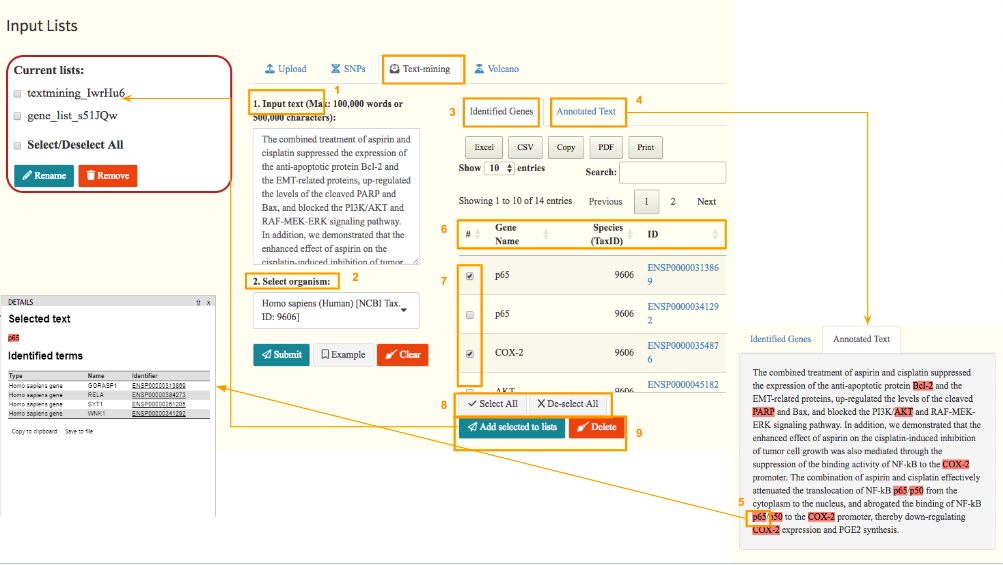 Input Lists
Current lists:
textmining_IwrHu6
gene_list_s51JQw
Select/Deselect All
Rename
Remove
Upload
SNPs
Text-mining
Volcano
1
1. Input text (Max: 100,000 words or
500,000 characters):
The combined treatment of aspirin and
cisplatin suppressed the expression of
the anti-apoptotic protein Bcl-2 and
the EMT-related proteins, up-regulated
the levels of the cleaved PARP and
Bax, and blocked the PI3K/AKT and
RAF-MEK-ERK signaling pathway.
In addition, we demonstrated that the
enhanced effect of aspirin on the
cisplatin-induced inhibition of tumor
2. Select organism:
2
Homo sapiens (Human) [NCBI Tax.
ID: 9606]
Submit
Example
Clear
3
Identified Genes
Annotated Text
4
Excel
CSV
Copy
PDF
Print
Show 10 entries
Search:
Showing 1 to 10 of 14 entries
Previous
1
2
Next
6
#
Gene
Name
Species
(TaxID)
ID
7
p65 9606 ENSP0000031386
9
p65 9606 ENSP0000034129
2
COX-2 9606 ENSP0000035487
6
AKT 9606 ENSP0000045182
8
Select All
De-select All
Add selected to lists
Delete
9
DETAILS
x
Selected text
p65
Identified terms
Type Name Identifier
Homo sapiens gene GORASP1 ENSP00000313869
Homo sapiens gene RELA ENSP00000384273
Homo sapiens gene SYT1 ENSP00000261205
Homo sapiens gene WNK1 ENSP00000341292
Copy to clipboard Save to file
Identified Genes
Annotated Text
The combined treatment of aspirin and cisplatin suppressed
the expression of the anti-apoptotic protein Bcl-2 and the
EMT-related proteins, up-regulated the levels of the cleaved
PARP and Bax, and blocked the PI3K/AKT and RAF-MEK-
ERK signaling pathway. In addition, we demonstrated that the
enhanced effect of aspirin on the cisplatin-induced inhibition
of tumor cell growth was also mediated through the
suppression of the binding activity of NF-kB to the COX-2
promoter. The combination of aspirin and cisplatin effectively
attenuated the translocation of NF-kB p65/p50 from the
5
cytoplasm to the nucleus, and abrogated the binding of NF-kB
p65/p50 to the COX-2 promoter, thereby down-regulating
COX-2 expression and PGE2 synthesis.